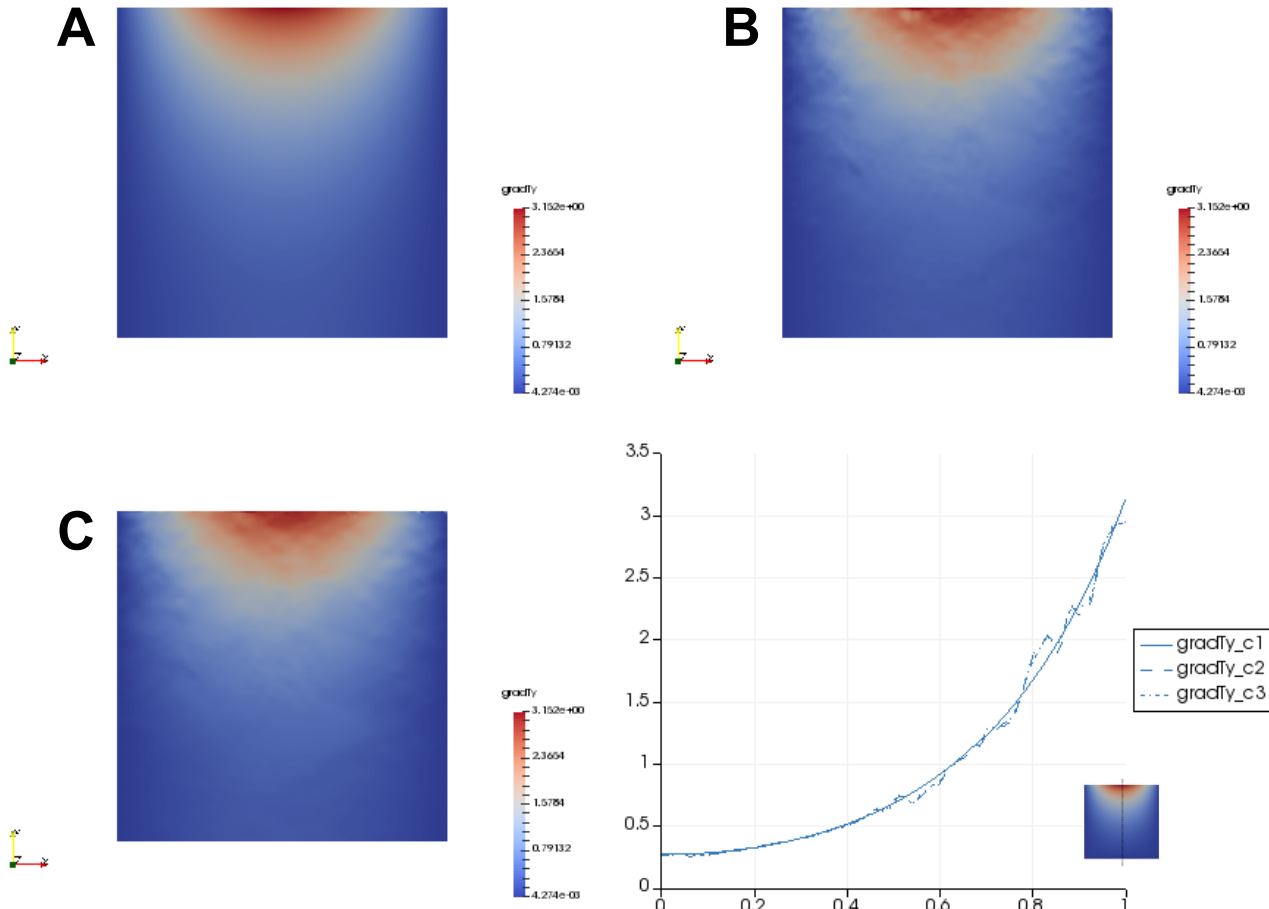 A
gradTy
3.152e+00
2.3654
1.5784
0.79132
4.274e-03
B
gradTy
3.152e+00
2.3654
1.5784
0.79132
4.274e-03
C
gradTy
3.152e+00
2.3654
1.5784
0.79132
4.274e-03
3.5
3
2.5
2
1.5
1
0.5
0
0 0.2 0.4 0.6 0.8 1
gradTy_c1
gradTy_c2
gradTy_c3